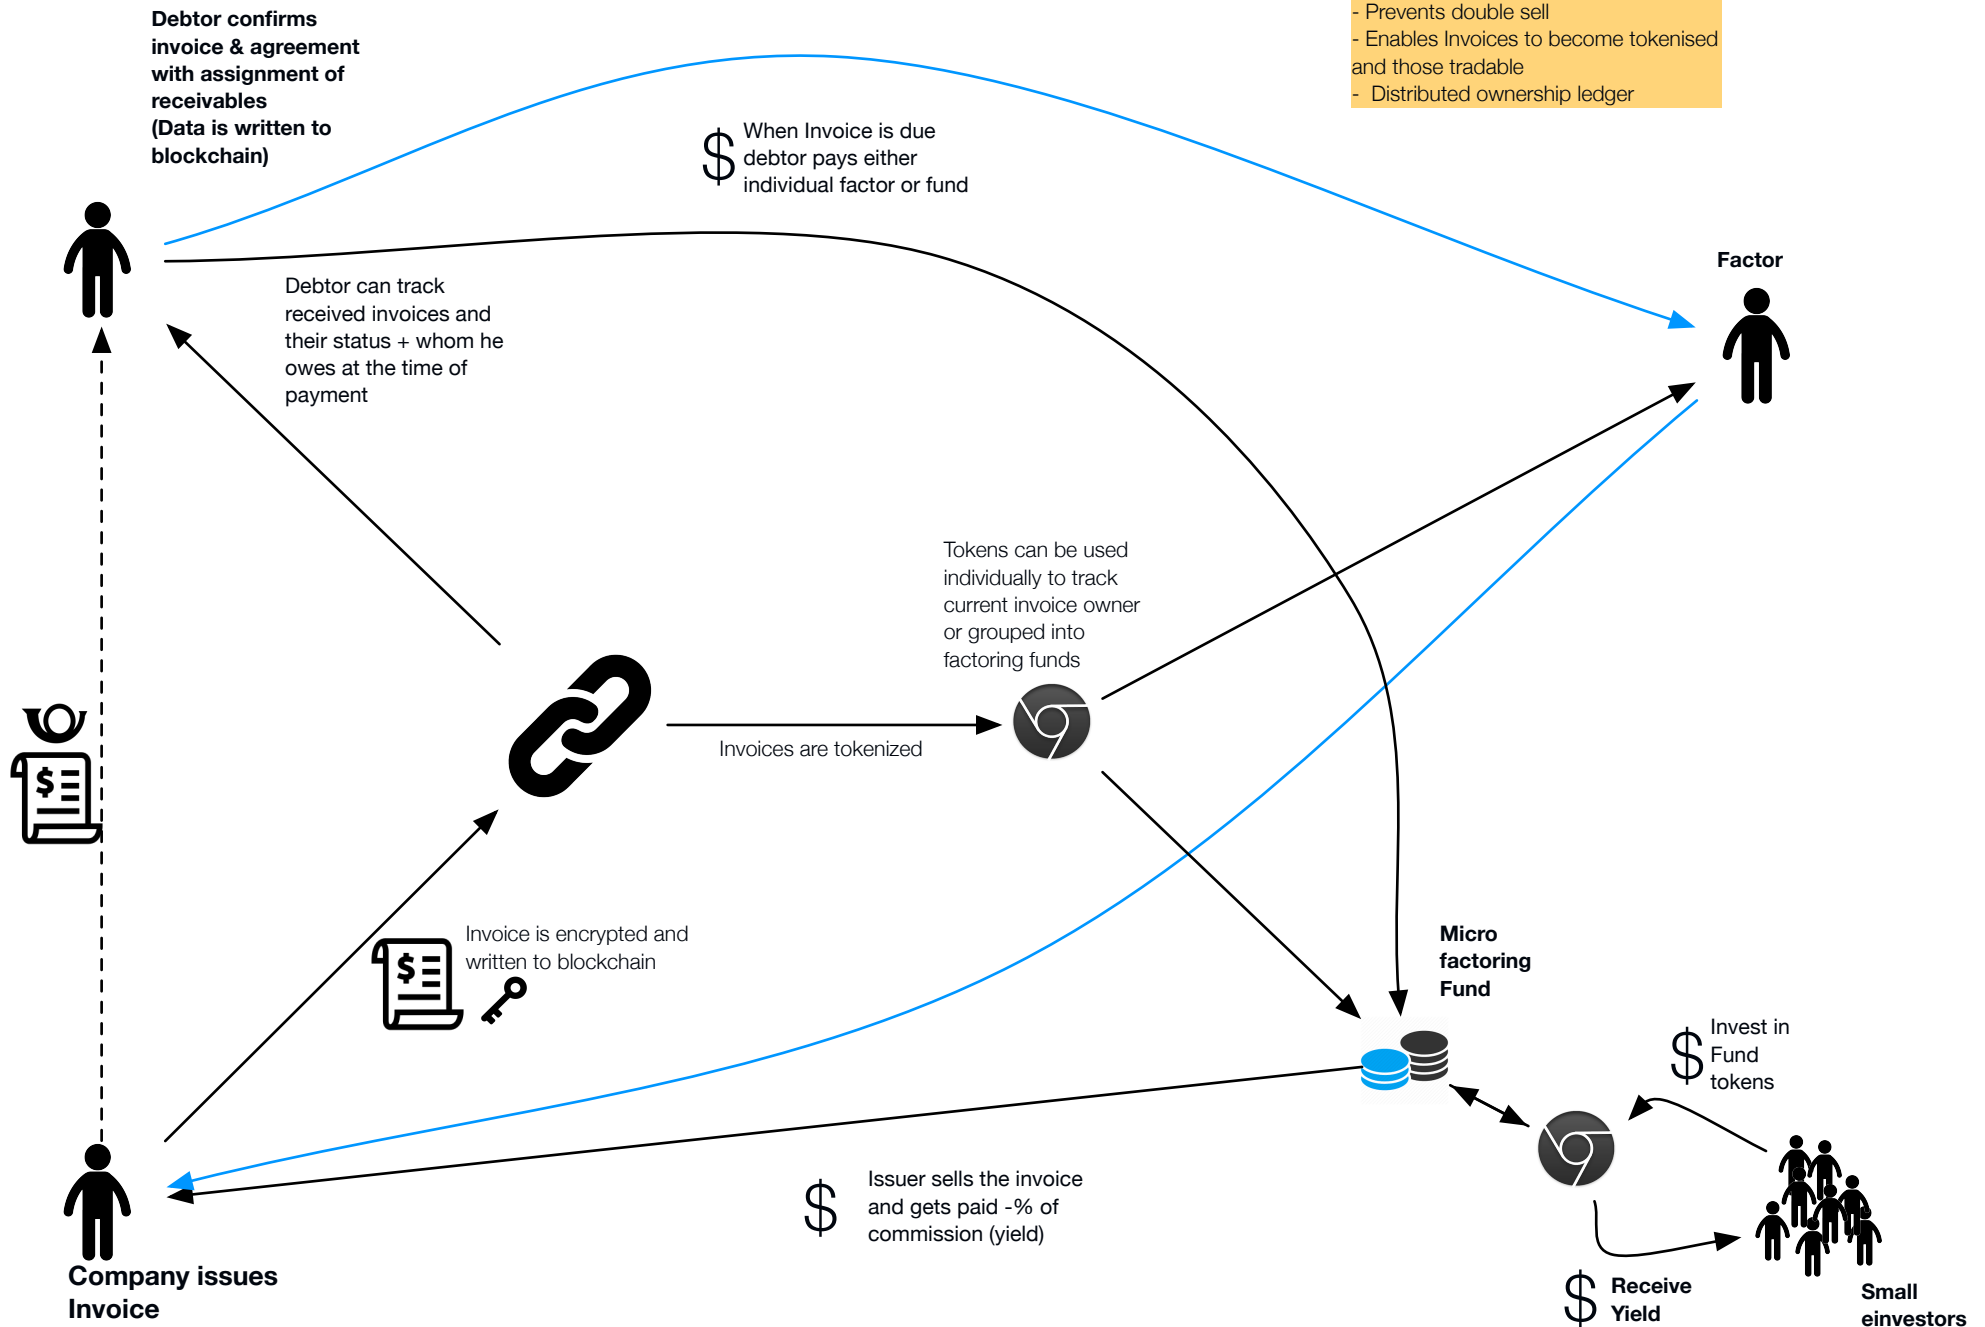 Debtor confirms
invoice & agreement
with assignment of
receivables
(Data is written to
blockchain)
- Prevents double sell
- Enables Invoices to become tokenised
and those tradable
- Distributed ownership ledger
$
When Invoice is due
debtor pays either
individual factor or fund
Factor
Debtor can track
received invoices and
their status + whom he
owes at the time of
payment
Tokens can be used
individually to track
current invoice owner
or grouped into
factoring funds
Invoices are tokenized
$
Invoice is encrypted and
written to blockchain
$
Micro
factoring
Fund
$
Invest in
Fund
tokens
$
Issuer sells the invoice
and gets paid -% of
commission (yield)
Company issues
Invoice
$
Receive
Yield
Small
einvestors